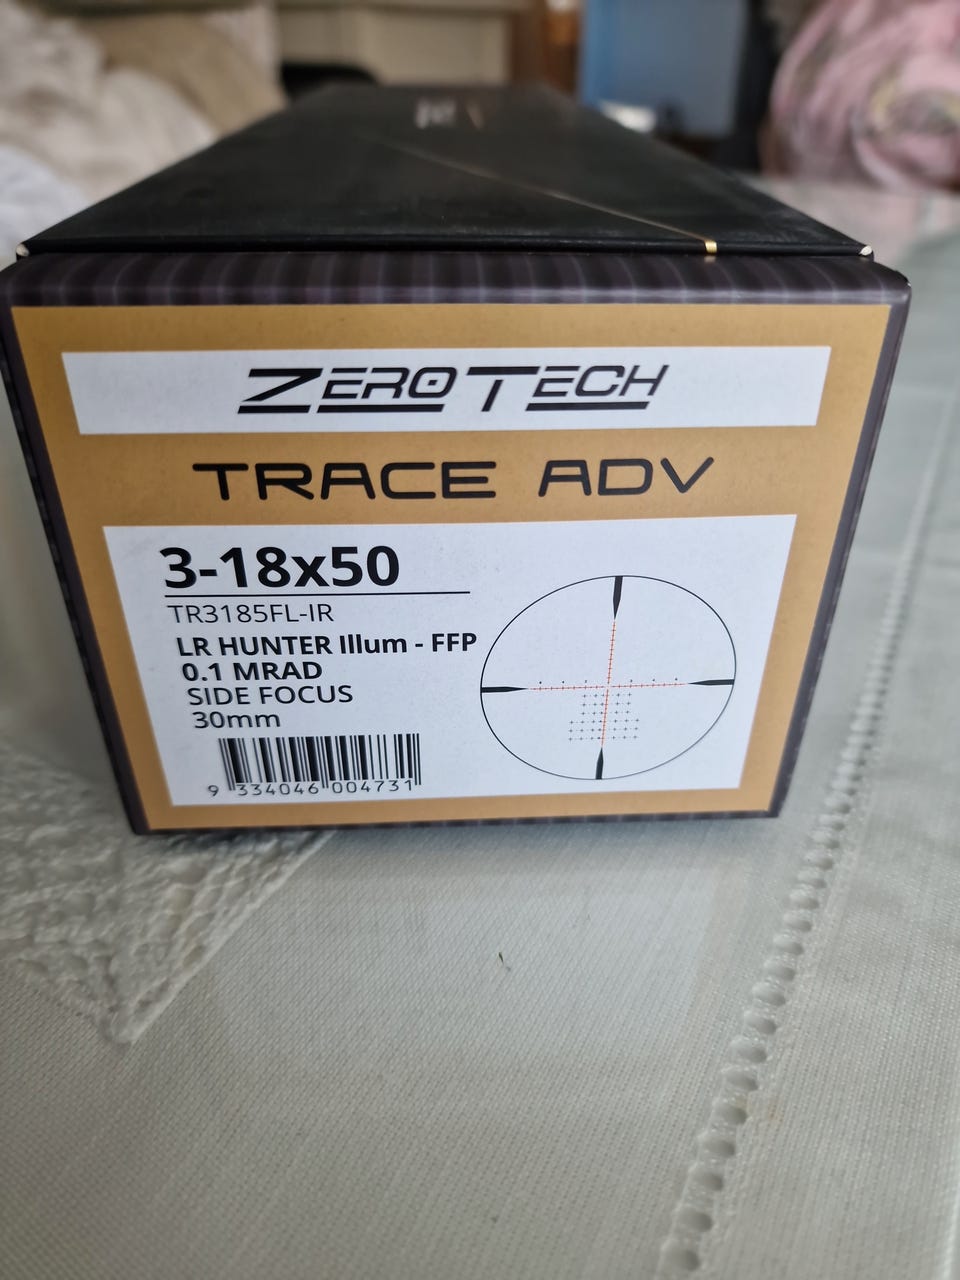 ZEROTECH
TRACE ADV
3-18x50
TR3185FL-IR
LR HUNTER Illum - FFP
0.1 MRAD
SIDE FOCUS
30mm
9 334046 004731